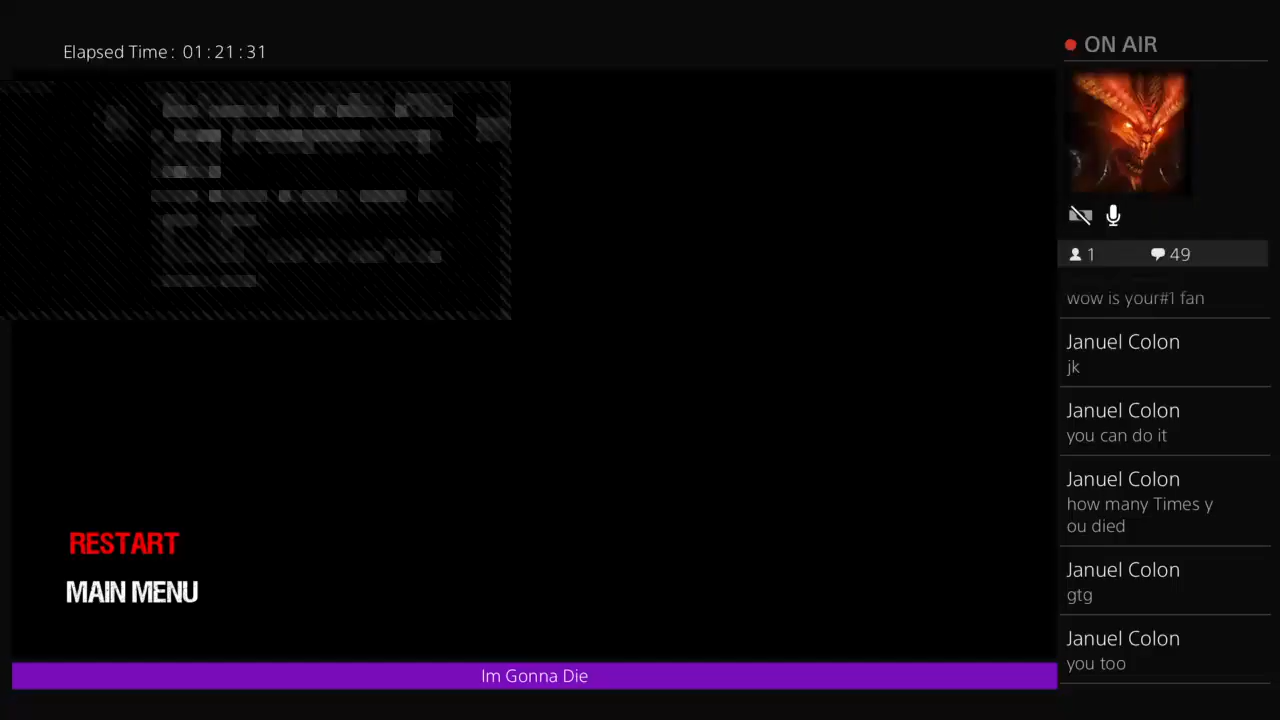 Elapsed Time: 01:21:31
ON AIR
1
49
wow is your#1 fan
Januel Colon
jk
Januel Colon
you can do it
Januel Colon
how many Times y
ou died
Januel Colon
gtg
Januel Colon
you too
RESTART
MAIN MENU
Im Gonna Die